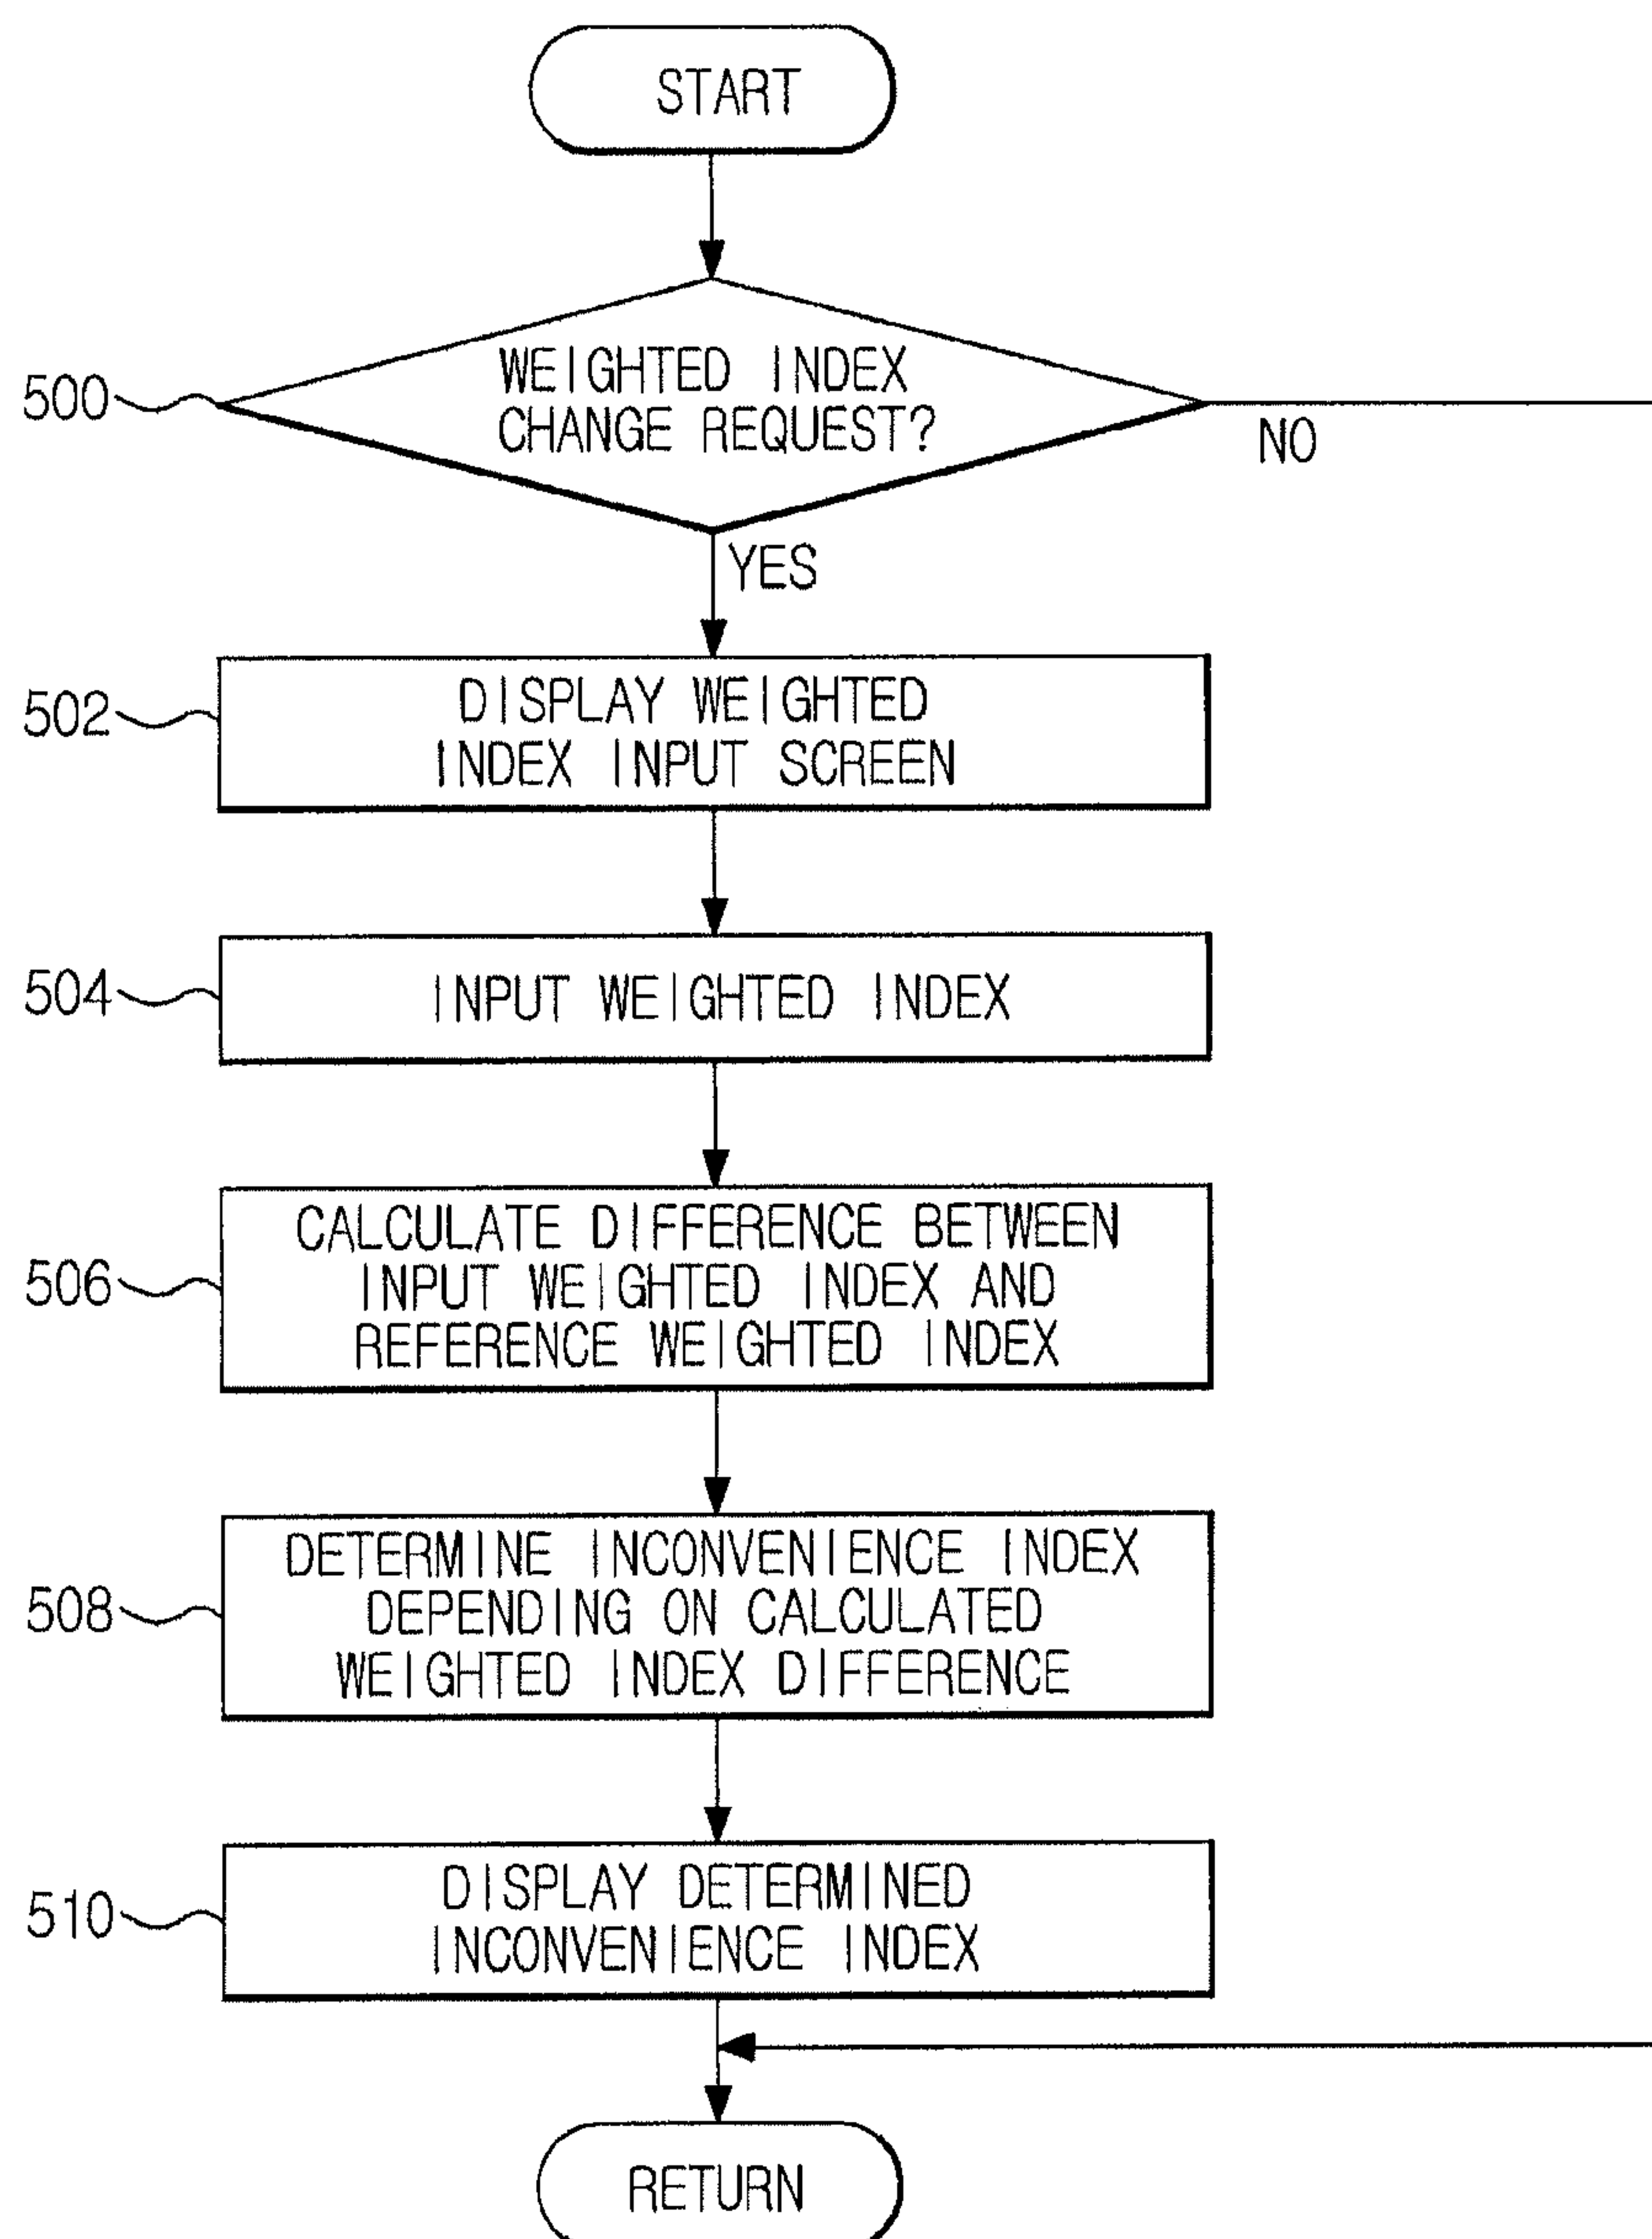 START
500
WEIGHTED INDEX
CHANGE REQUEST?
NO
YES
502
DISPLAY WEIGHTED
INDEX INPUT SCREEN
504
INPUT WEIGHTED INDEX
506
CALCULATE DIFFERENCE BETWEEN
INPUT WEIGHTED INDEX AND
REFERENCE WEIGHTED INDEX
508
DETERMINE INCONVENIENCE INDEX
DEPENDING ON CALCULATED
WEIGHTED INDEX DIFFERENCE
510
DISPLAY DETERMINED
INCONVENIENCE INDEX
RETURN